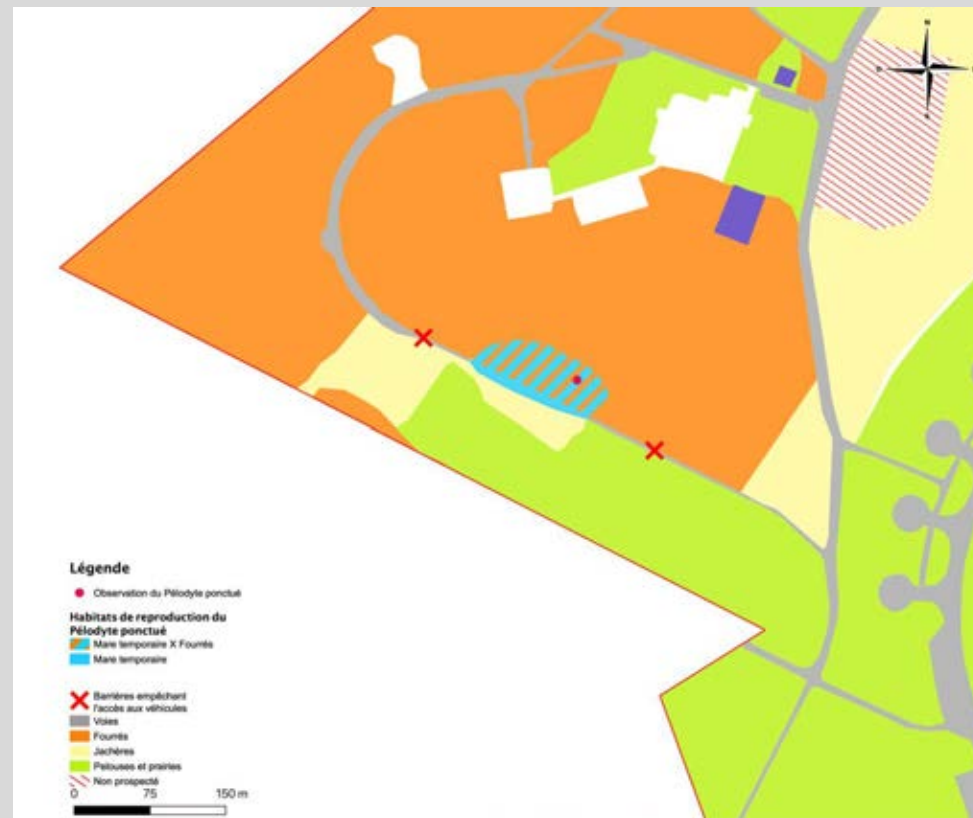 N
S
Légende
Observation du Pélodyte ponctué
Habitats de reproduction du
Pélodyte ponctué
Mare temporaire X Fourrés
Mare temporaire
Barrières empêchant
l'accès aux véhicules
Voies
Fourrés
Jachères
Pelouses et prairies
Non prospecté
0 75 150 m